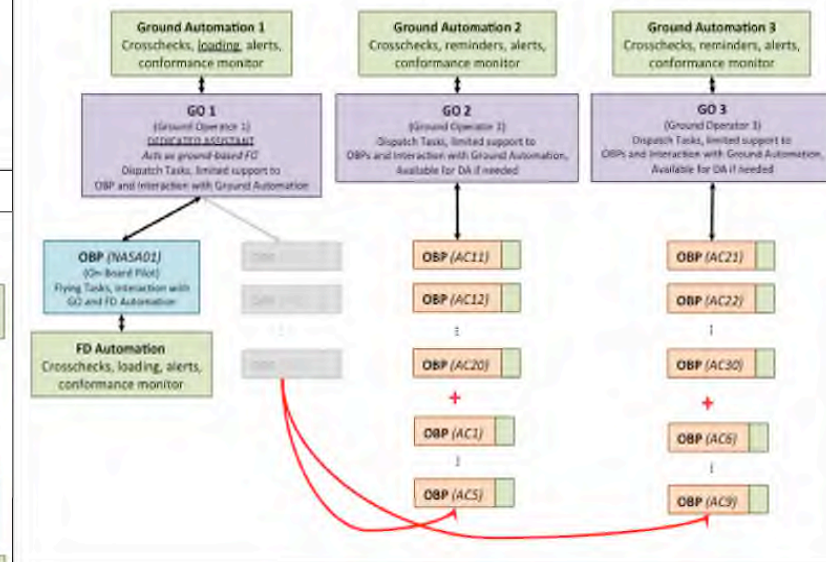 Ground Automation 1
Crosschecks, loading, alerts,
conformance monitor
Ground Automation 2
Crosschecks, reminders, alerts,
conformance monitor
Ground Automation 3
Crosschecks, reminders, alerts,
conformance monitor
GO 1
(Ground Operator 1)
DEDICATED ASSISTANT
Acts as ground-based FO
Dispatch Tasks, limited support to
OBP and Interaction with Ground Automation
GO 2
(Ground Operator 1)
Dispatch Tasks, limited support to
OBPs and Interaction with Ground Automation,
Available for DA if needed
GO 3
(Ground Operator 1)
Dispatch Tasks, limited support to
OBPs and Interaction with Ground Automation,
Available for DA if needed
OBP (NASA01)
(On-Board Pilot)
Flying Tasks, interaction with
GO and FD Automation
FD Automation
Crosschecks, loading, alerts,
conformance monitor
OBP (AC11)
OBP (AC12)
⋮
OBP (AC20)
+
OBP (AC1)
⋮
OBP (AC5)
OBP (AC21)
OBP (AC22)
⋮
OBP (AC30)
+
OBP (AC6)
⋮
OBP (AC9)